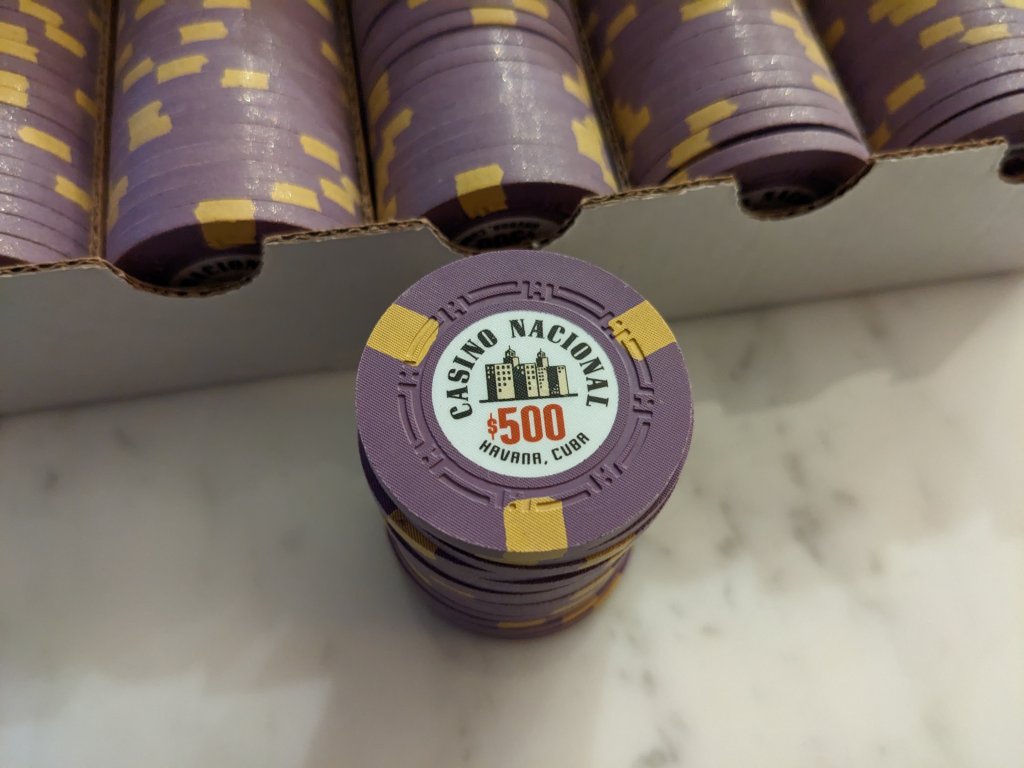 CASINO NACIONAL
$500
HAVANA, CUBA